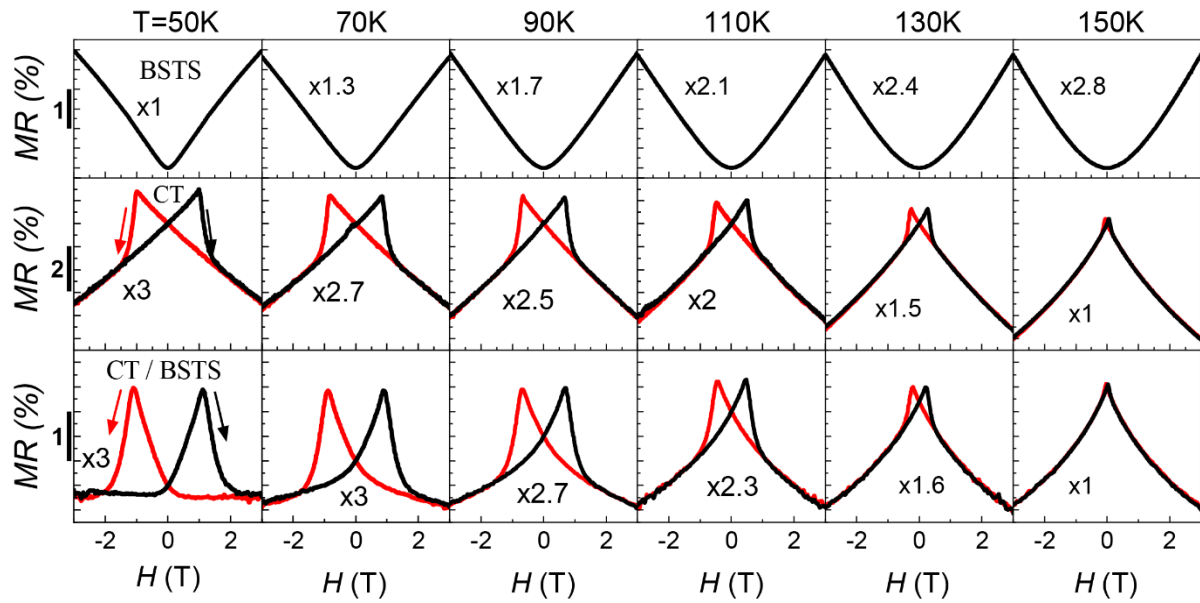 T=50K 70K 90K 110K 130K 150K
MR (%) 1 BSTS x1 x1.3 x1.7 x2.1 x2.4 x2.8
MR (%) 2 CT x3 x2.7 x2.5 x2 x1.5 x1
MR (%) 1 CT / BSTS x3 x3 x2.7 x2.3 x1.6 x1
-2 0 2 -2 0 2 -2 0 2 -2 0 2 -2 0 2 -2 0 2
H (T) H (T) H (T) H (T) H (T) H (T)